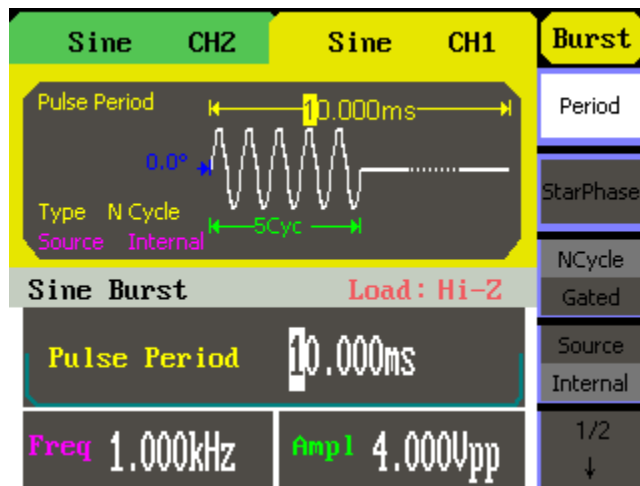 Sine CH2 Sine CH1 Burst
Pulse Period 10.000ms
0.0°
Type N Cycle
Source Internal
5Cyc
Period
StarPhase
NCycle
Gated
Source
Internal
1/2
Sine Burst Load: Hi-Z
Pulse Period 10.000ms
Freq 1.000kHz Ampl 4.000Vpp